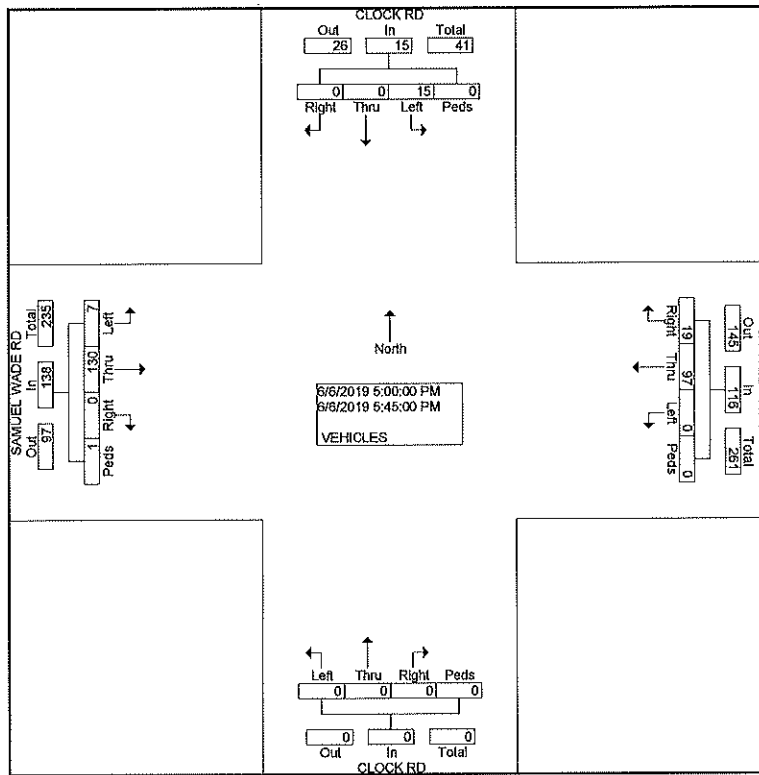 CLOCK RD
Out In Total
26 15 41
0 0 15 0
Right Thru Left Peds
SAMUEL WADE RD
Total In Out
235 138 97
7 130 0 1
Left Thru Right Peds
North
6/6/2019 5:00:00 PM
6/6/2019 5:45:00 PM
VEHICLES
Right Thru Left Peds
19 97 0 0
Out In Total
145 116 261
Left Thru Right Peds
0 0 0 0
0 0 0
Out In Total
CLOCK RD